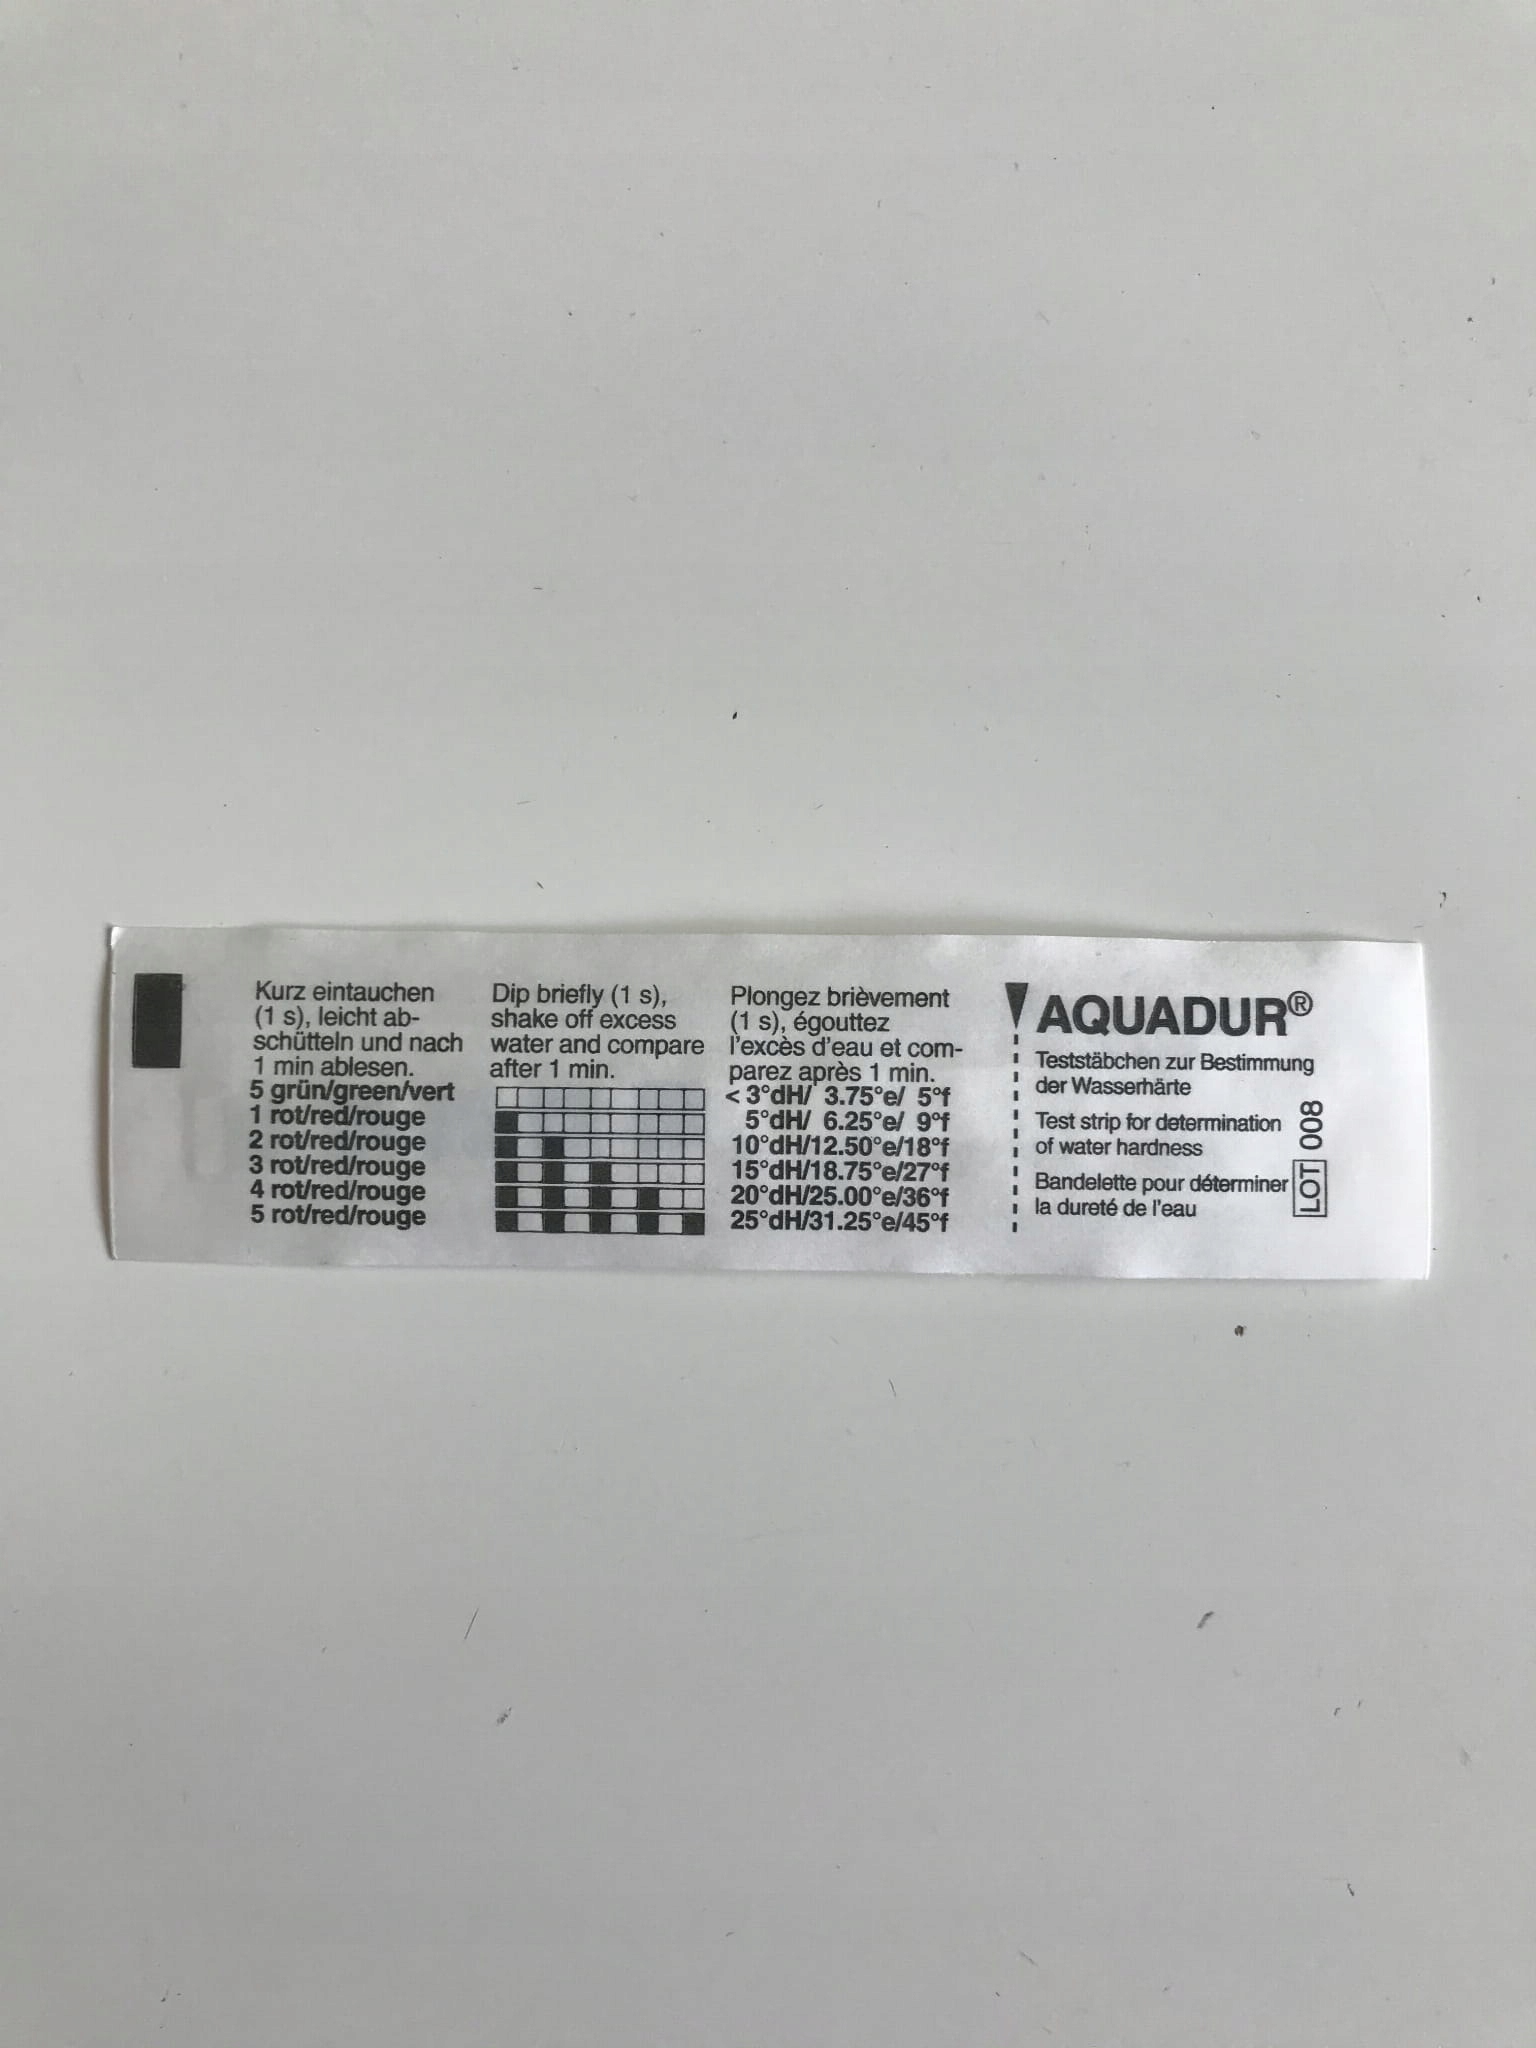 Kurz eintauchen
(1 s), leicht ab-
schütteln und nach
1 min ablesen.
Dip briefly (1 s),
shake off excess
water and compare
after 1 min.
Plongez brièvement
(1 s), égouttez
l'excès d'eau et com-
parez après 1 min.
5 grün/green/vert < 3°dH/ 3.75°e/ 5°f
1 rot/red/rouge 5°dH/ 6.25°e/ 9°f
2 rot/red/rouge 10°dH/12.50°e/18°f
3 rot/red/rouge 15°dH/18.75°e/27°f
4 rot/red/rouge 20°dH/25.00°e/36°f
5 rot/red/rouge 25°dH/31.25°e/45°f
AQUADUR®
Teststäbchen zur Bestimmung
der Wasserhärte
Test strip for determination
of water hardness
Bandelette pour déterminer
la dureté de l'eau
LOT 008